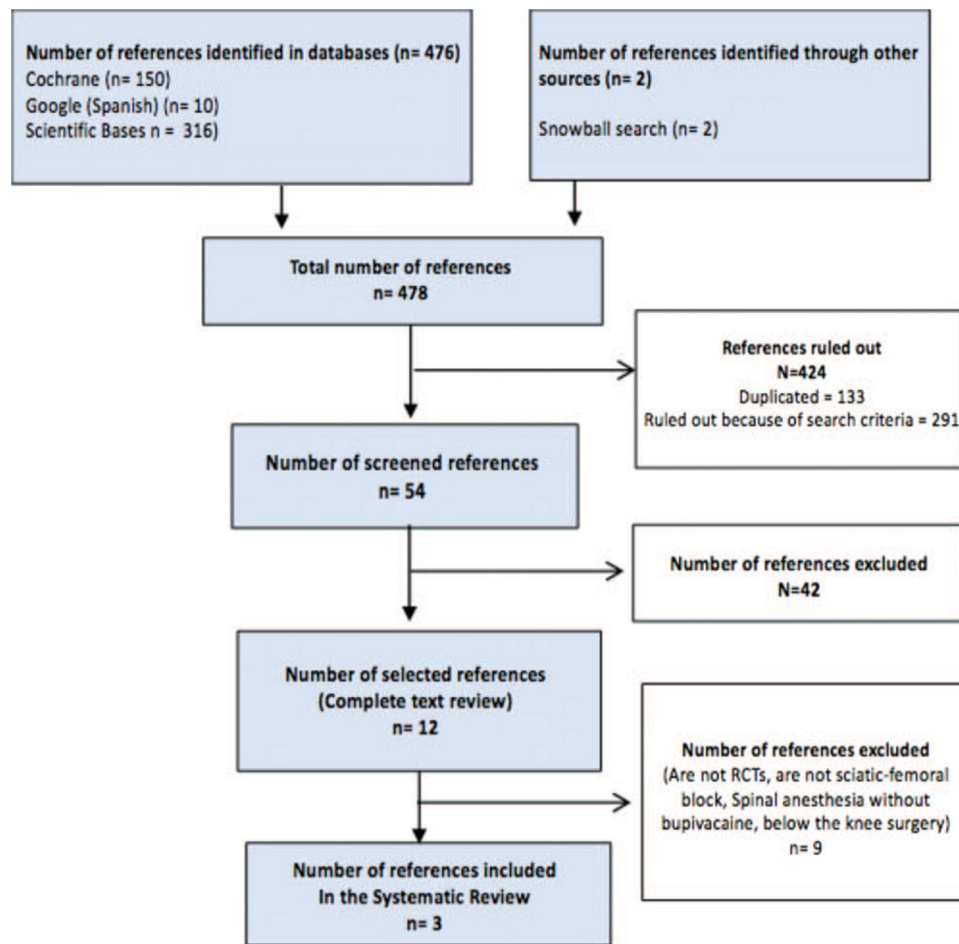 Number of references identified in databases (n= 476)
Cochrane (n= 150)
Google (Spanish) (n= 10)
Scientific Bases n =  316)
Number of references identified through other
sources (n= 2)
Snowball search (n= 2)
Total number of references
n= 478
References ruled out
N=424
Duplicated = 133
Ruled out because of search criteria = 291
Number of screened references
n= 54
Number of references excluded
N=42
Number of selected references
(Complete text review)
n= 12
Number of references excluded
(Are not RCTs, are not sciatic-femoral
block, Spinal anesthesia without
bupivacaine, below the knee surgery)
n= 9
Number of references included
In the Systematic Review
n= 3